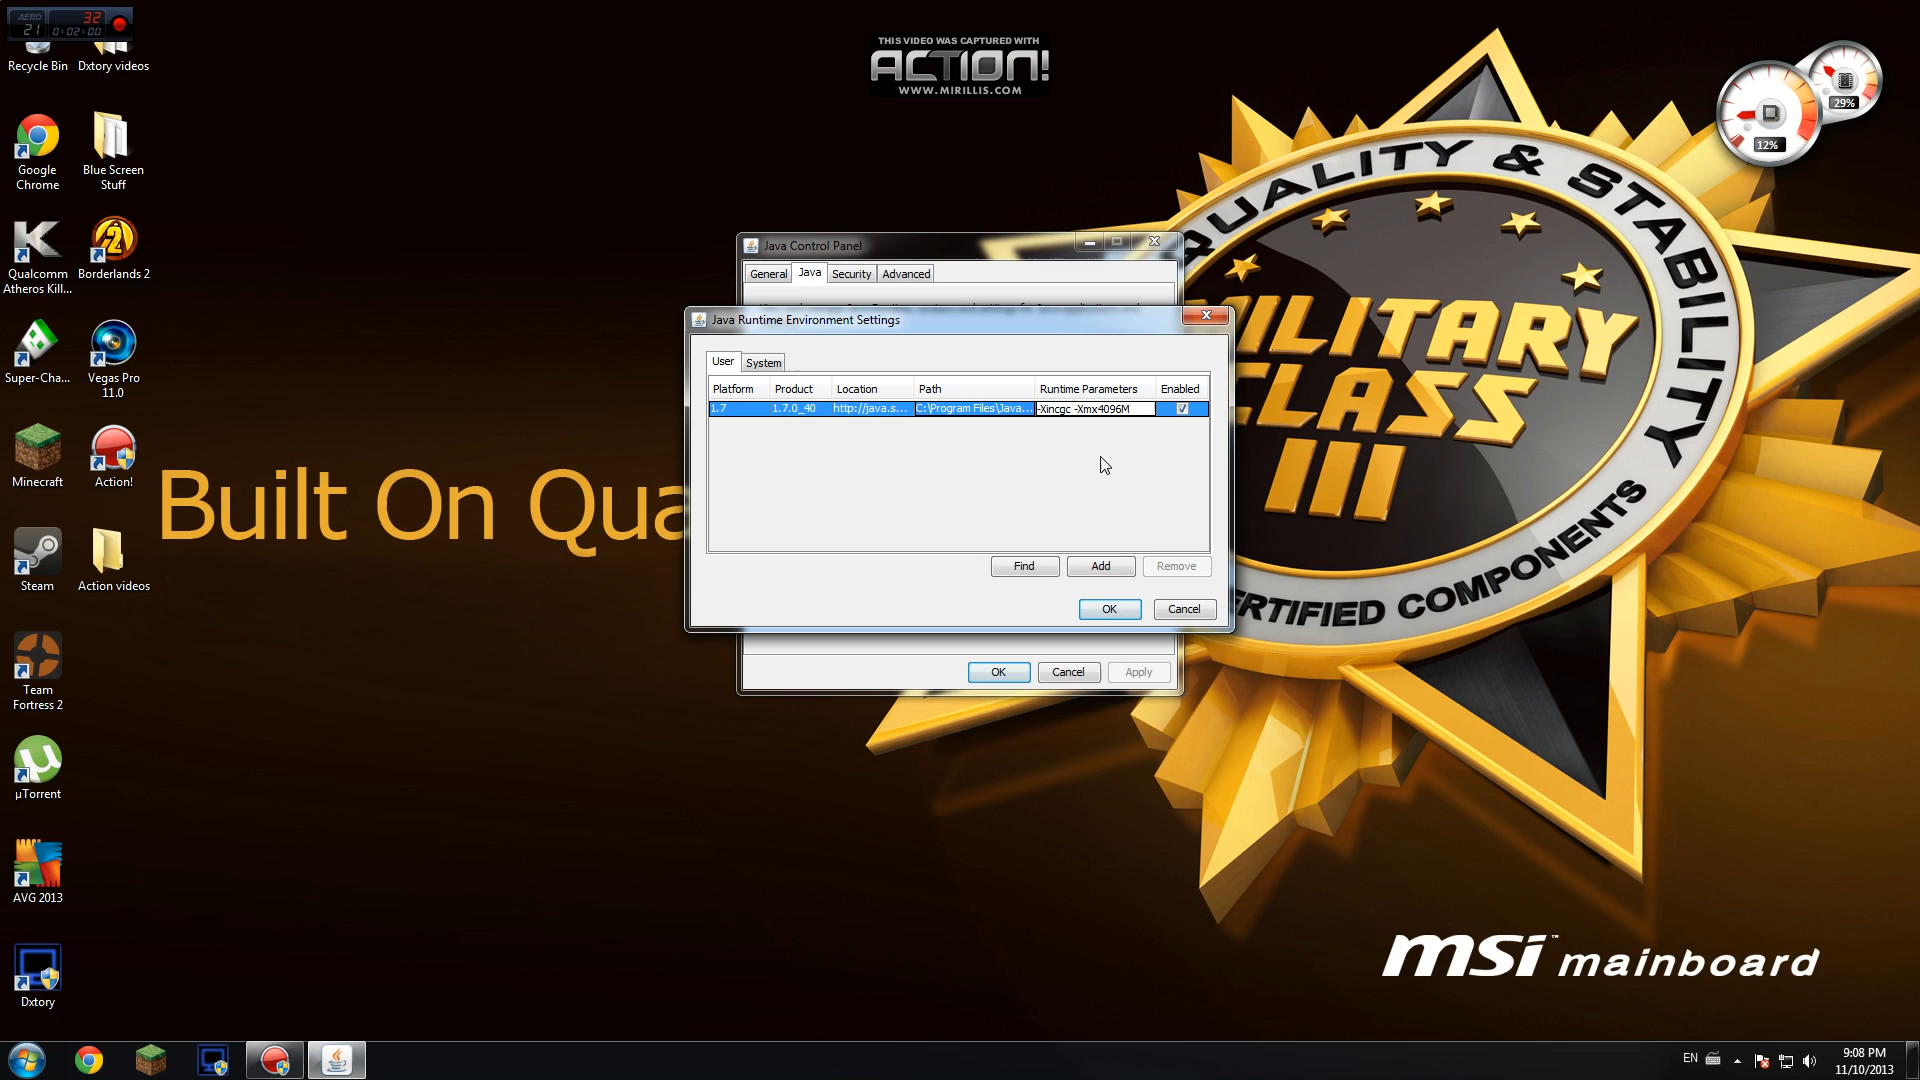 AERO
21
32
0:02:00
THIS VIDEO WAS CAPTURED WITH
ACTION!
WWW.MIRILLIS.COM
29%
12%
Recycle Bin
Dxtory videos
Google Chrome
Blue Screen Stuff
Qualcomm Atheros Kill...
Borderlands 2
Super-Cha...
Vegas Pro 11.0
Minecraft
Action!
Steam
Action videos
Team Fortress 2
µTorrent
AVG 2013
Dxtory
Built On Qua
QUALITY & STABILITY
MILITARY
CLASS
III
CERTIFIED COMPONENTS
msi™ mainboard
Java Control Panel
General Java Security Advanced
Java Runtime Environment Settings
User System
Platform Product Location Path Runtime Parameters Enabled
1.7 1.7.0_40 http://java.s... C:\Program Files\Java... -Xincgc -Xmx4096M
Find Add Remove
OK Cancel
OK Cancel Apply
EN
9:08 PM
11/10/2013